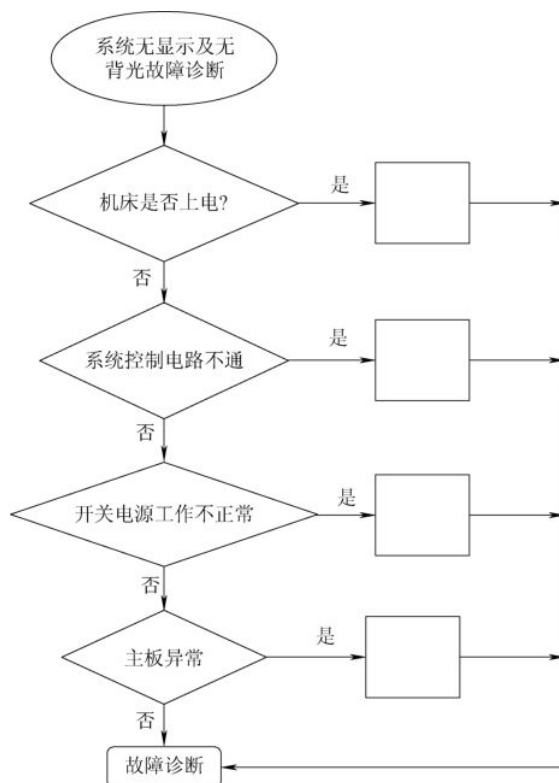 系统无显示及无
背光故障诊断
机床是否上电?
是
否
系统控制电路不通
是
否
开关电源工作不正常
是
否
主板异常
是
否
故障诊断